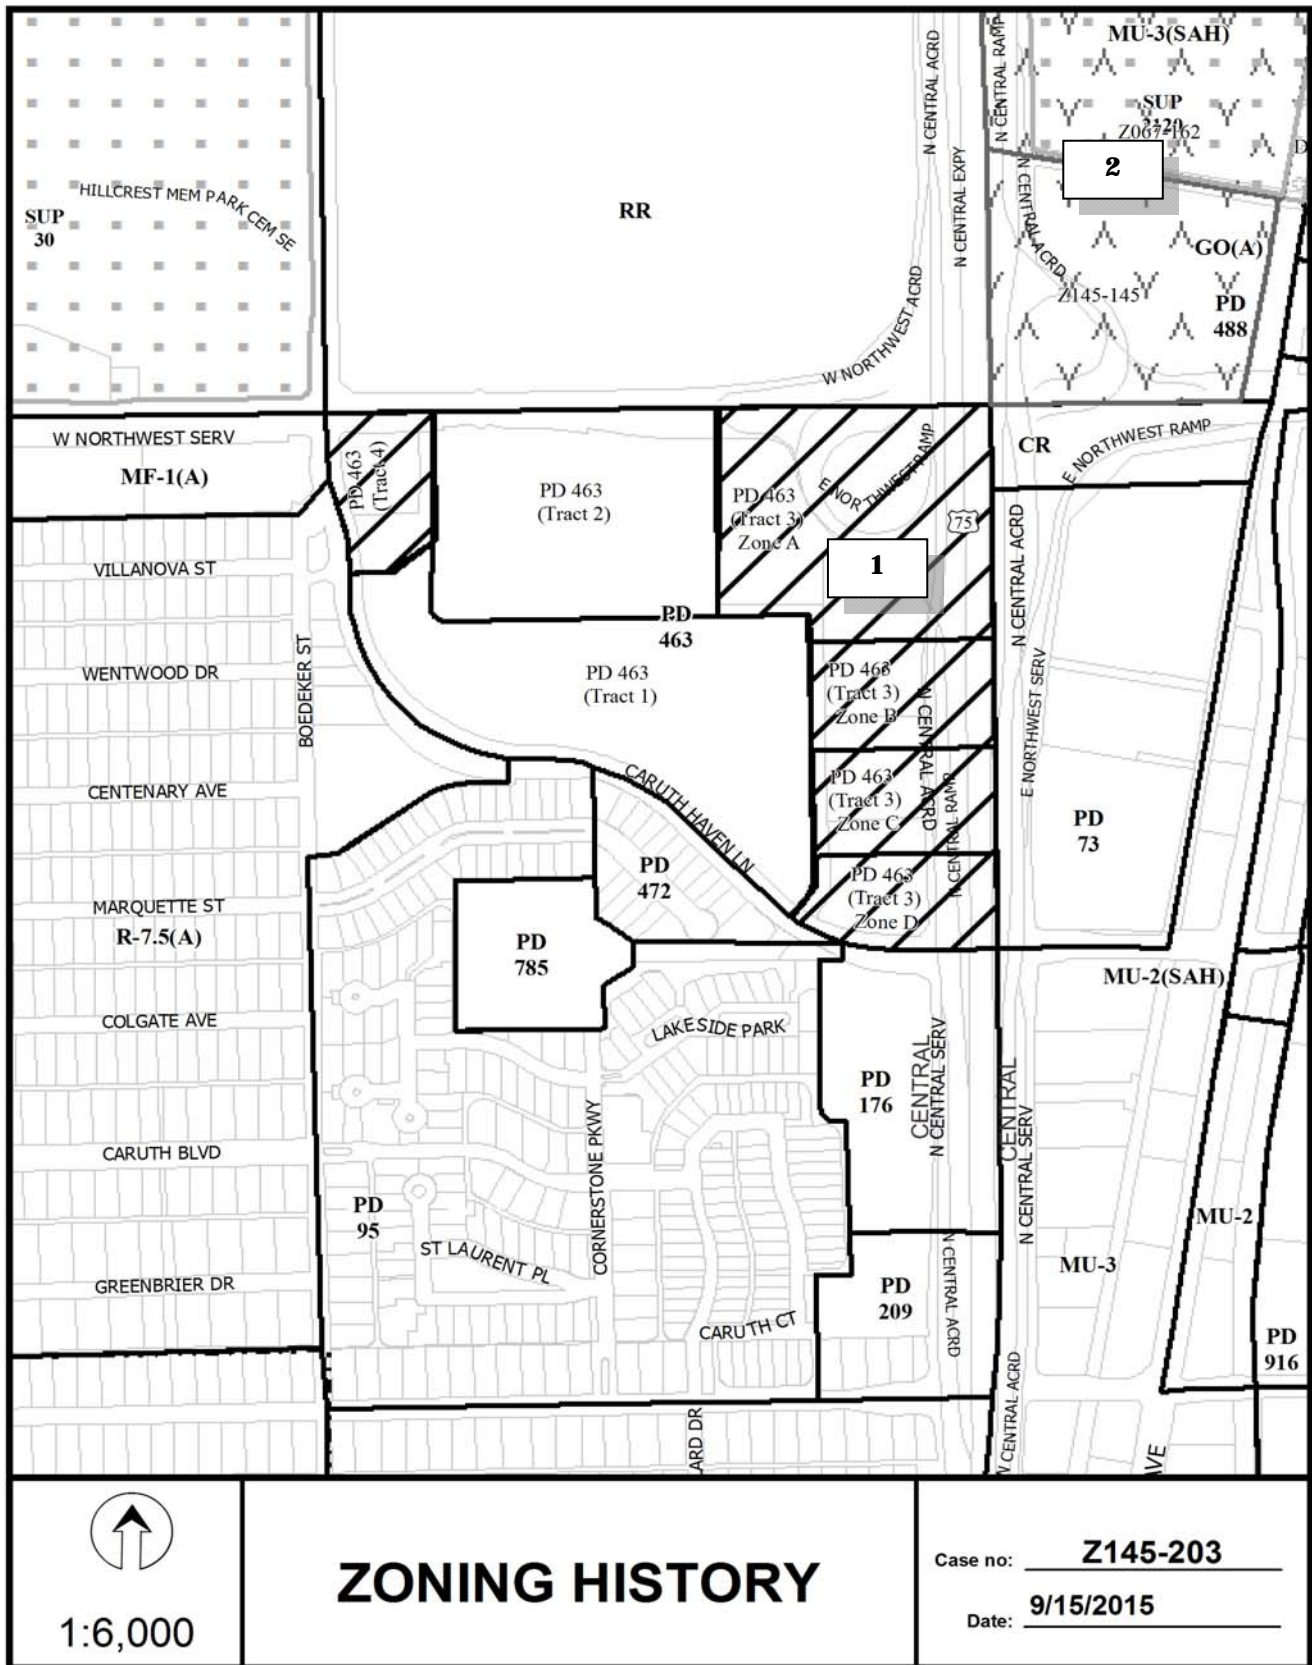 MU-3(SAH)
N CENTRAL ACRD
N CENTRAL RAMP
SUP
Z067-162
2
HILLCREST MEM PARK CEM SE
SUP
30
RR
N CENTRAL EXPY
N CENTRAL ACRD
GO(A)
Z145-145
PD
488
W NORTHWEST ACRD
W NORTHWEST SERV
MF-1(A)
PD 463
(Tract 4)
PD 463
(Tract 2)
PD 463
(Tract 3)
Zone A
E NORTHWEST RAMP
75
CR
E NORTHWEST RAMP
1
N CENTRAL ACRD
VILLANOVA ST
PD
463
WENTWOOD DR
BOEDEKER ST
PD 463
(Tract 1)
PD 463
(Tract 3)
Zone B
N CENTRAL ACRD
E NORTHWEST SERV
CENTENARY AVE
CARUTH HAVEN LN
PD 463
(Tract 3)
Zone C
N CENTRAL RAMP
PD
73
PD
472
PD 463
(Tract 3)
Zone D
MARQUETTE ST
R-7.5(A)
PD
785
MU-2(SAH)
COLGATE AVE
LAKESIDE PARK
PD
176
CENTRAL
N CENTRAL SERV
CENTRAL
N CENTRAL SERV
CARUTH BLVD
CORNERSTONE PKWY
PD
95
MU-2
ST LAURENT PL
GREENBRIER DR
MU-3
PD
209
N CENTRAL ACRD
CARUTH CT
PD
916
N CENTRAL ACRD
ARD DR
AVE
1:6,000
ZONING HISTORY
Case no: Z145-203
Date: 9/15/2015